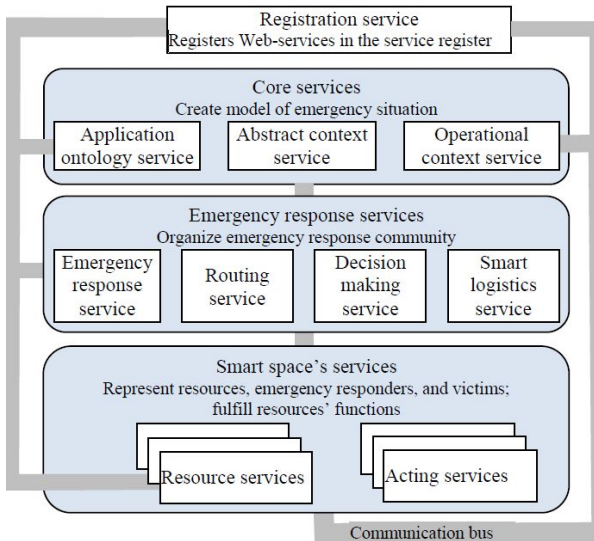 Registration service
Registers Web-services in the service register
Core services
Create model of emergency situation
Application
ontology service
Abstract context
service
Operational
context service
Emergency response services
Organize emergency response community
Emergency
response
service
Routing
service
Decision
making
service
Smart
logistics
service
Smart space’s services
Represent resources, emergency responders, and victims;
fulfill resources’ functions
Resource services
Acting services
Communication bus